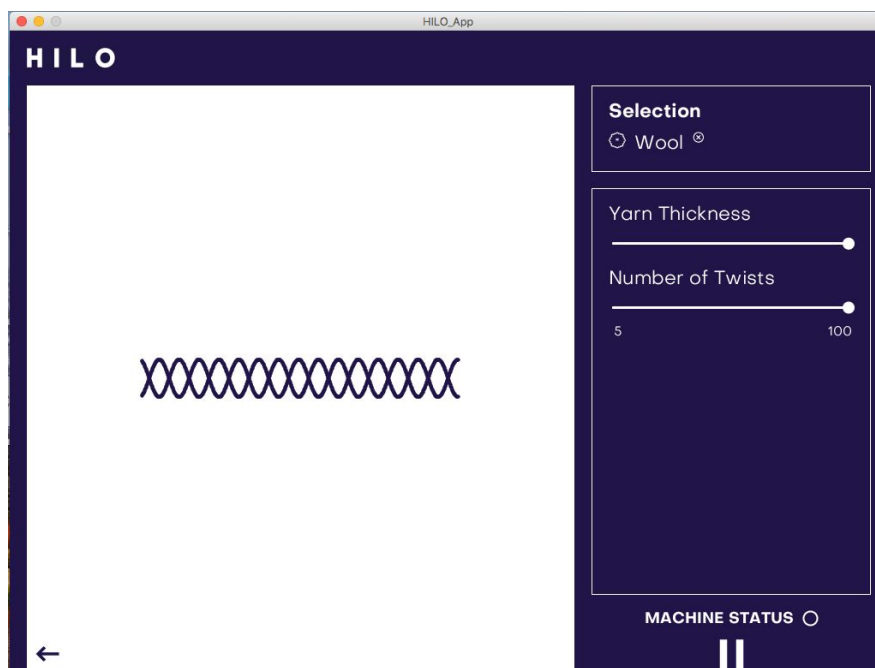 HILO_App
HILO
Selection
Wool
Yarn Thickness
Number of Twists
5 100
MACHINE STATUS